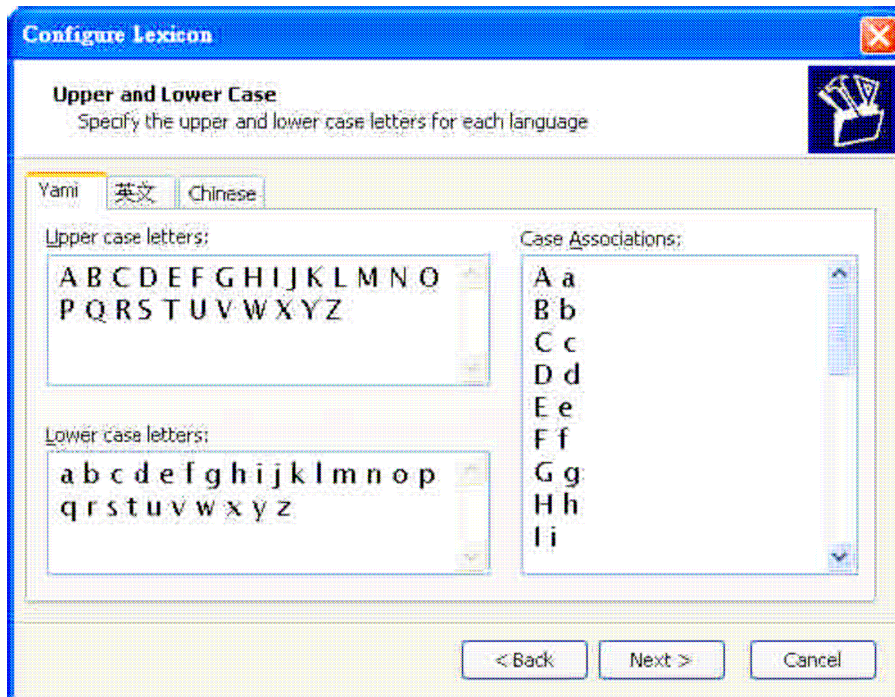 Configure Lexicon
Upper and Lower Case
Specify the upper and lower case letters for each language
Yami 英文 Chinese
Upper case letters:
A B C D E F G H I J K L M N O
P Q R S T U V W X Y Z
Lower case letters:
a b c d e f g h i j k l m n o p
q r s t u v w x y z
Case Associations:
A a
B b
C c
D d
E e
F f
G g
H h
I i
< Back Next > Cancel